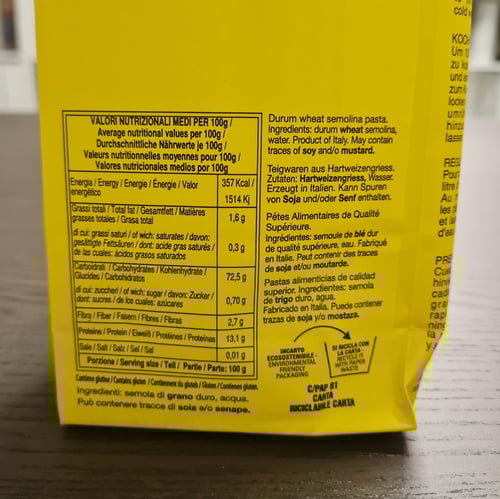 VALORI NUTRIZIONALI MEDI PER 100g /
Average nutritional values per 100g /
Durchschnittliche Nährwerte je 100g /
Valeurs nutritionnelles moyennes pour 100g /
Valores nutricionales medios por 100g
Energia / Energy / Energie / Énergie / Valor
energético
357 Kcal /
1514 Kj
Grassi totali / Total fat / Gesamtfett / Matières
grasses totales / Grasa total
1,6 g
di cui: grassi saturi / of wich: saturates / davon:
gesättigte Fettsäuren / dont: acide gras saturés /
de las cuales: ácidos grasos saturados
0,3 g
Carboidrati / Carbohydrates / Kohlenhydrate /
Glucides / Carbohidratos
72,5 g
di cui: zuccheri / of wich: sugar / davon: Zucker /
dont: sucres / de los cuales: azúcares
0,70 g
Fibra / Fiber / Fasern / Fibres / Fibras
2,7 g
Proteine / Protein / Eiweiß / Protéines / Proteínas
13,1 g
Sale / Salt / Salz / Sel / Sal
0,01 g
Porzione / Serving size / Teil / Partie / Parte: 100 g
Contiene glutine / Contains gluten / Contienen gluten.
Ingredienti: semola di grano duro, acqua.
Può contenere tracce di soia e/o senape.
Durum wheat semolina pasta.
Ingredients: durum wheat semolina,
water. Product of Italy. May contain
traces of soy and/o mustard.
Teigwaren aus Hartweizengriess.
Zutaten: Hartweizengriess, Wasser.
Erzeugt in Italien. Kann Spuren
von Soja und/oder Senf enthalten.
Pétes Alimentaires de Qualité
Supérieure.
Ingrédientes: semoule de blé dur
de qualité supérieure, eau. Fabriqué
en Italie. Peut contenir des traces
de soja et/ou moutarde.
Pastas alimenticias de calidad
superior. Ingredientes: semola
de trigo duro, agua.
Fabricado en Italia. Puede contener
trazas de soja y/o mostaza.
INCARTO
ECOSOSTENIBILE -
ENVIRONMENTAL
FRIENDLY
PACKAGING
SI RICICLA CON
LA CARTA
RECYCLE IT
WITH PAPER
WASTE
C/PAP 81
CARTA
RICICLABILE CARTA
cold
KOCH
Um 10
zu
und
zum